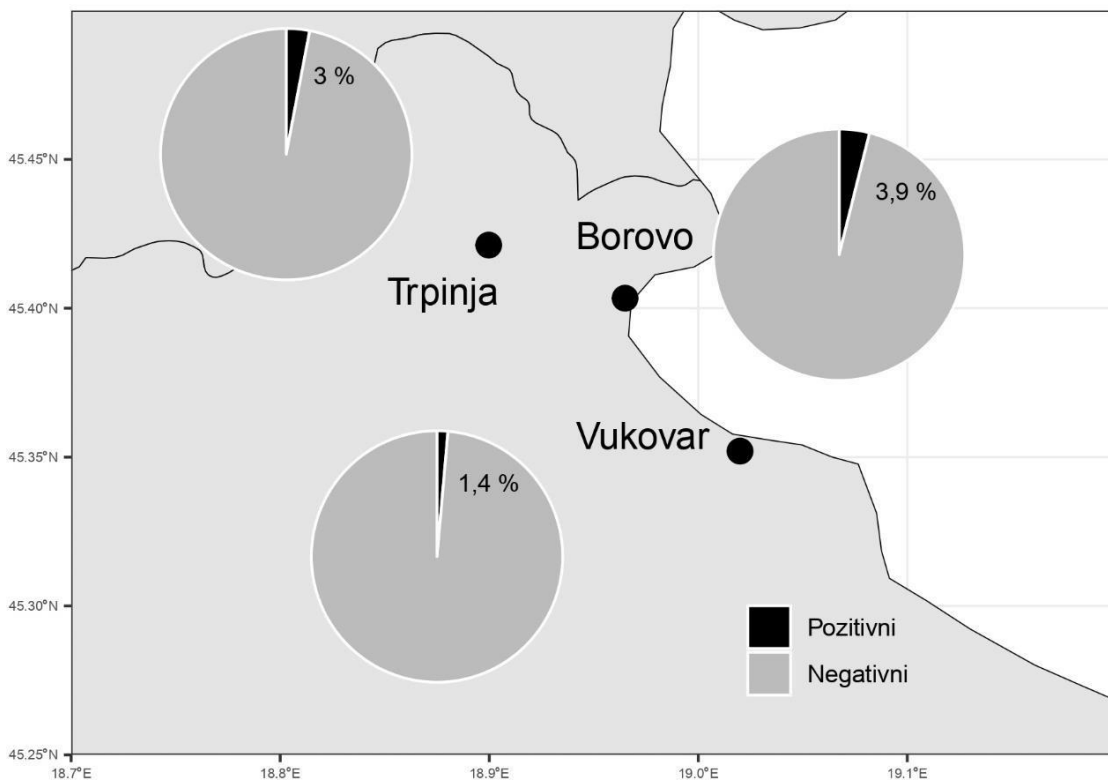 3 %
45.45°N
3,9 %
Borovo
Trpinja
45.40°N
Vukovar
45.35°N
1,4 %
45.30°N
Pozitivni
Negativni
45.25°N
18.7°E
18.8°E
18.9°E
19.0°E
19.1°E